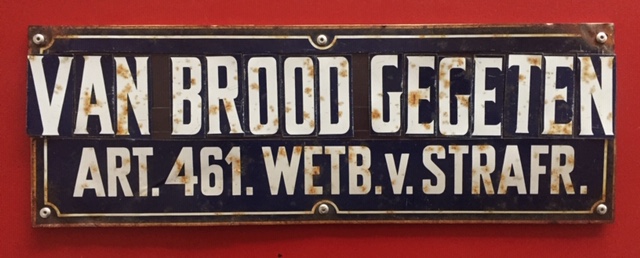 VAN BROOD GEGETEN
ART. 461. WETB. v. STRAFR.